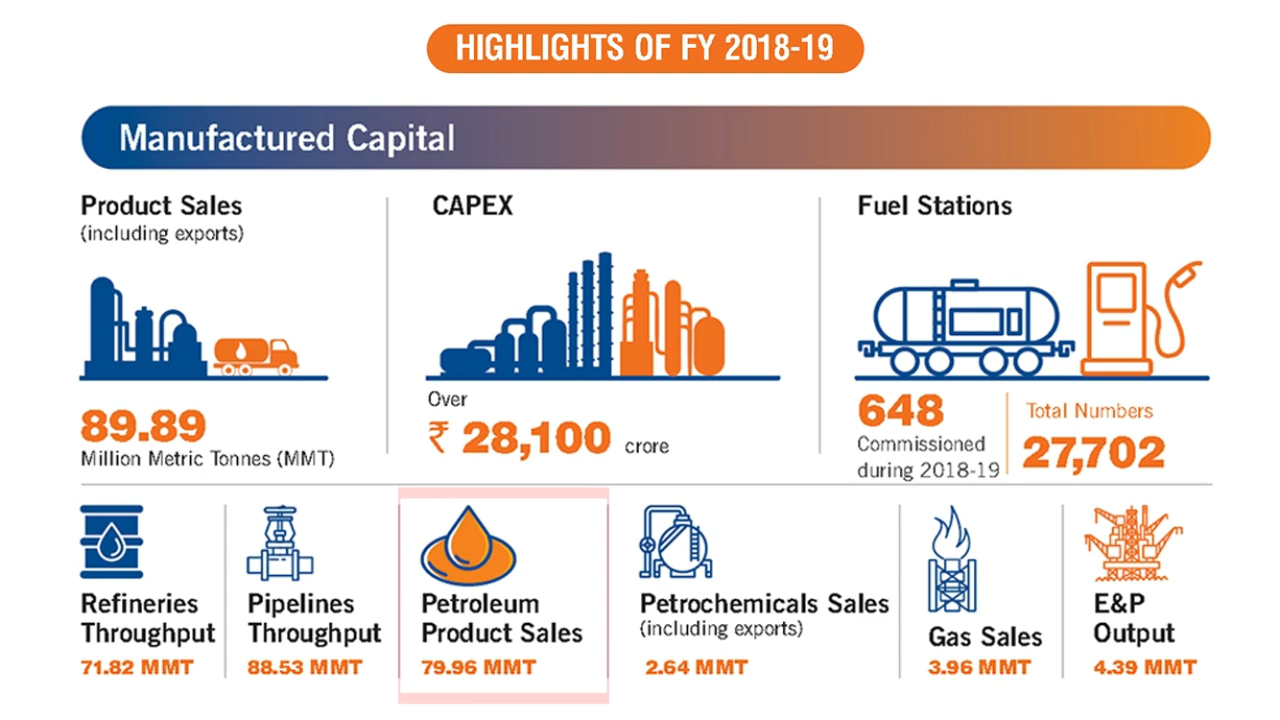 HIGHLIGHTS OF FY 2018-19
Manufactured Capital
Product Sales
(including exports)
89.89
Million Metric Tonnes (MMT)
CAPEX
Over
₹ 28,100 crore
Fuel Stations
648
Commissioned
during 2018-19
Total Numbers
27,702
Refineries
Throughput
71.82 MMT
Pipelines
Throughput
88.53 MMT
Petroleum
Product Sales
79.96 MMT
Petrochemicals Sales
(including exports)
2.64 MMT
Gas Sales
3.96 MMT
E&P
Output
4.39 MMT